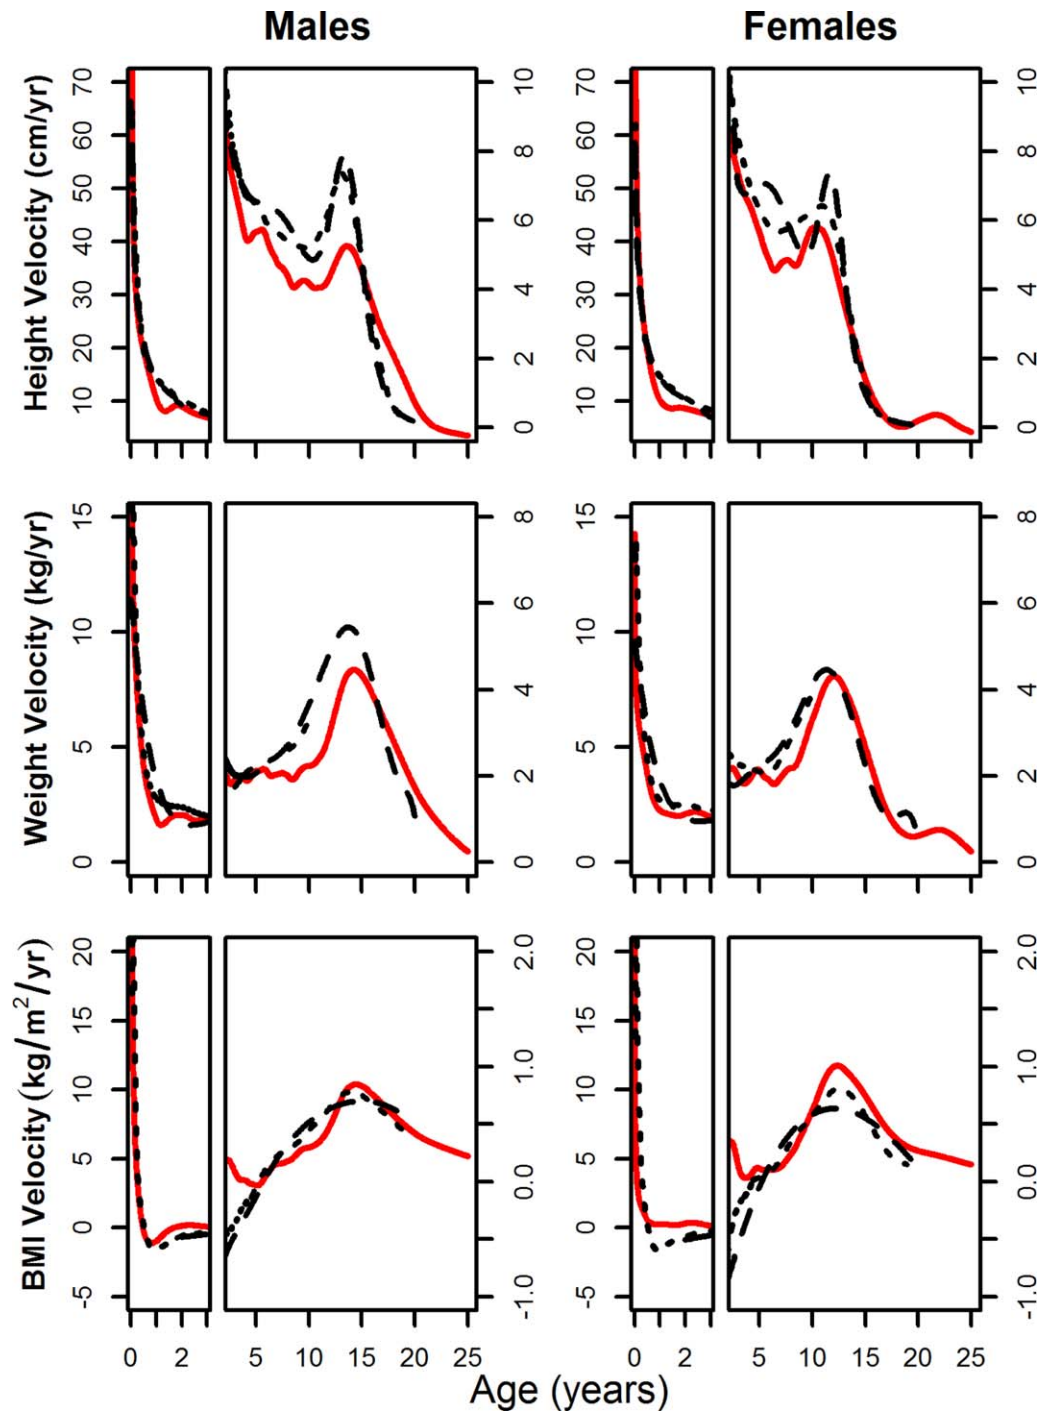 Males Females
Height Velocity (cm/yr)
10 20 30 40 50 60 70
0 2 4 6 8 10
10 20 30 40 50 60 70
0 2 4 6 8 10
Weight Velocity (kg/yr)
0 5 10 15
0 2 4 6 8
0 5 10 15
0 2 4 6 8
BMI Velocity (kg/m²/yr)
-5 0 5 10 15 20
-1.0 0.0 1.0 2.0
-5 0 5 10 15 20
-1.0 0.0 1.0 2.0
0 2 5 10 15 20 25 0 2 5 10 15 20 25
Age (years)